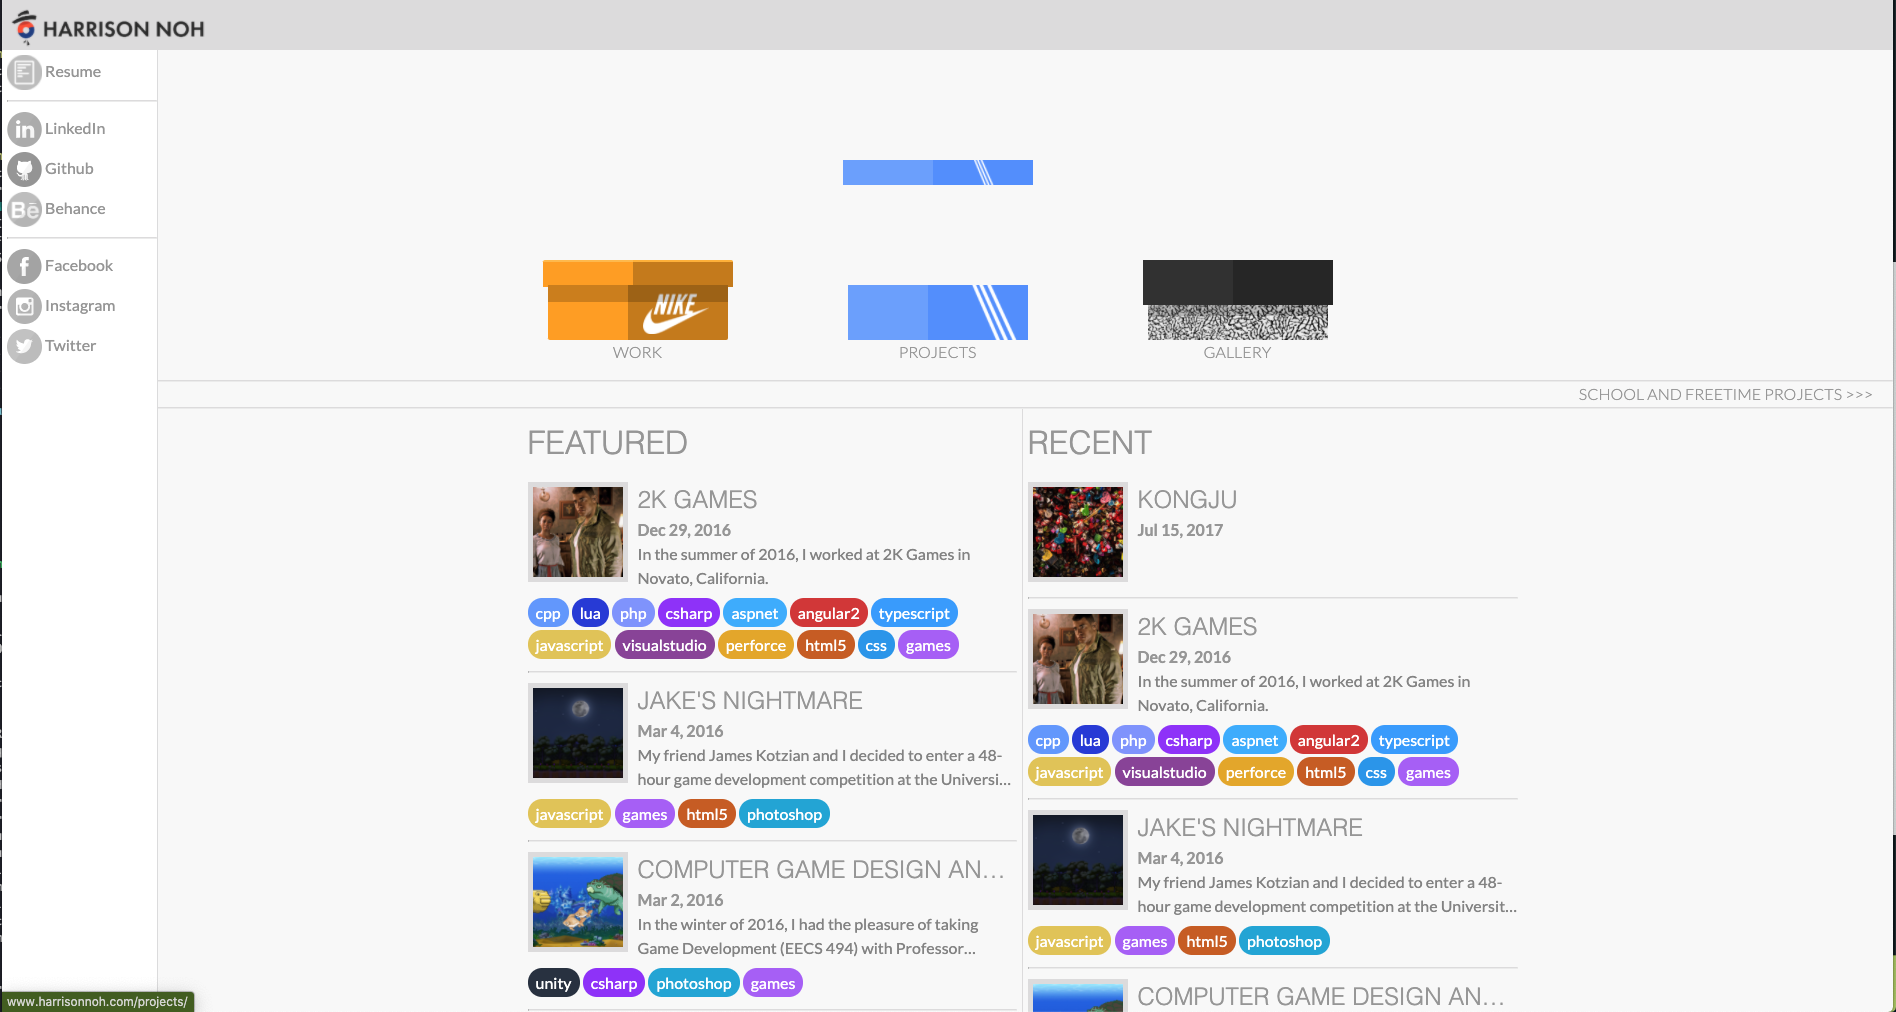 HARRISON NOH
Resume
in LinkedIn
Github
Bē Behance
f Facebook
Instagram
Twitter
NIKE
WORK
PROJECTS
GALLERY
SCHOOL AND FREETIME PROJECTS >>>
FEATURED
2K GAMES
Dec 29, 2016
In the summer of 2016, I worked at 2K Games in
Novato, California.
cpp lua php csharp aspnet angular2 typescript
javascript visualstudio perforce html5 css games
JAKE'S NIGHTMARE
Mar 4, 2016
My friend James Kotzian and I decided to enter a 48-
hour game development competition at the Universi...
javascript games html5 photoshop
COMPUTER GAME DESIGN AN...
Mar 2, 2016
In the winter of 2016, I had the pleasure of taking
Game Development (EECS 494) with Professor...
unity csharp photoshop games
RECENT
KONGJU
Jul 15, 2017
2K GAMES
Dec 29, 2016
In the summer of 2016, I worked at 2K Games in
Novato, California.
cpp lua php csharp aspnet angular2 typescript
javascript visualstudio perforce html5 css games
JAKE'S NIGHTMARE
Mar 4, 2016
My friend James Kotzian and I decided to enter a 48-
hour game development competition at the Universit...
javascript games html5 photoshop
COMPUTER GAME DESIGN AN...
www.harrisonnoh.com/projects/